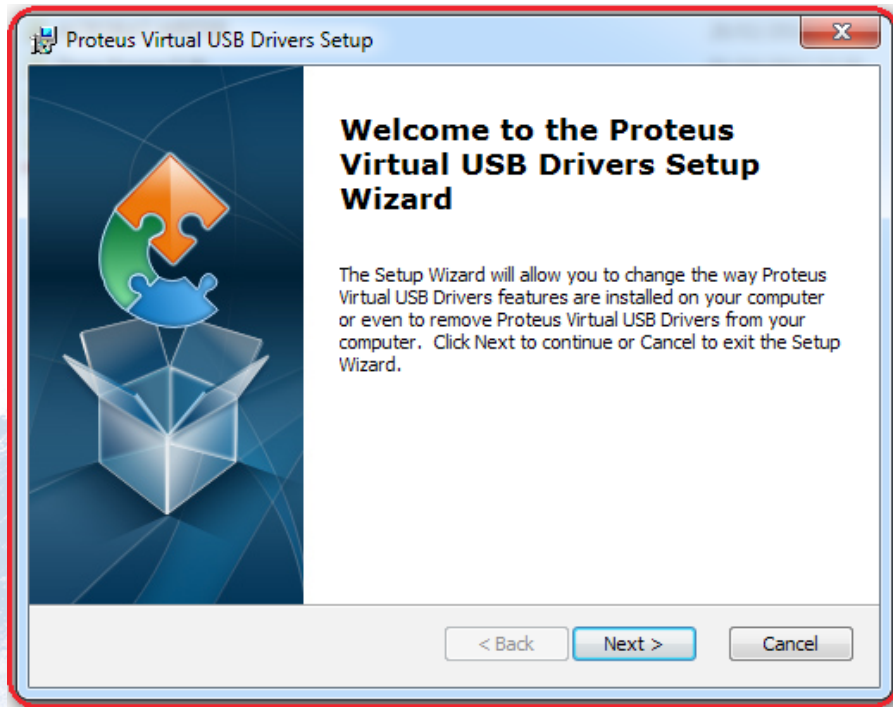 Proteus Virtual USB Drivers Setup
Welcome to the Proteus
Virtual USB Drivers Setup
Wizard
The Setup Wizard will allow you to change the way Proteus
Virtual USB Drivers features are installed on your computer
or even to remove Proteus Virtual USB Drivers from your
computer.  Click Next to continue or Cancel to exit the Setup
Wizard.
< Back
Next >
Cancel